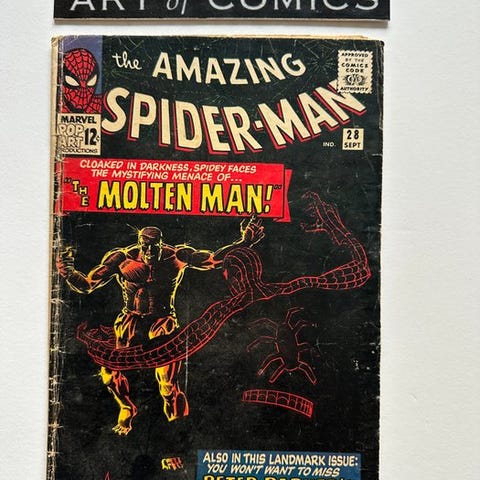 ART of COMICS
the AMAZING
SPIDER-MAN
APPROVED
BY THE
COMICS
CODE
AUTHORITY
MARVEL
POP
ART
PRODUCTIONS
12¢
IND.
28
SEPT
CLOAKED IN DARKNESS, SPIDEY FACES
THE MYSTIFYING MENACE OF...
"THE MOLTEN MAN!"
ALSO IN THIS LANDMARK ISSUE:
YOU WON'T WANT TO MISS